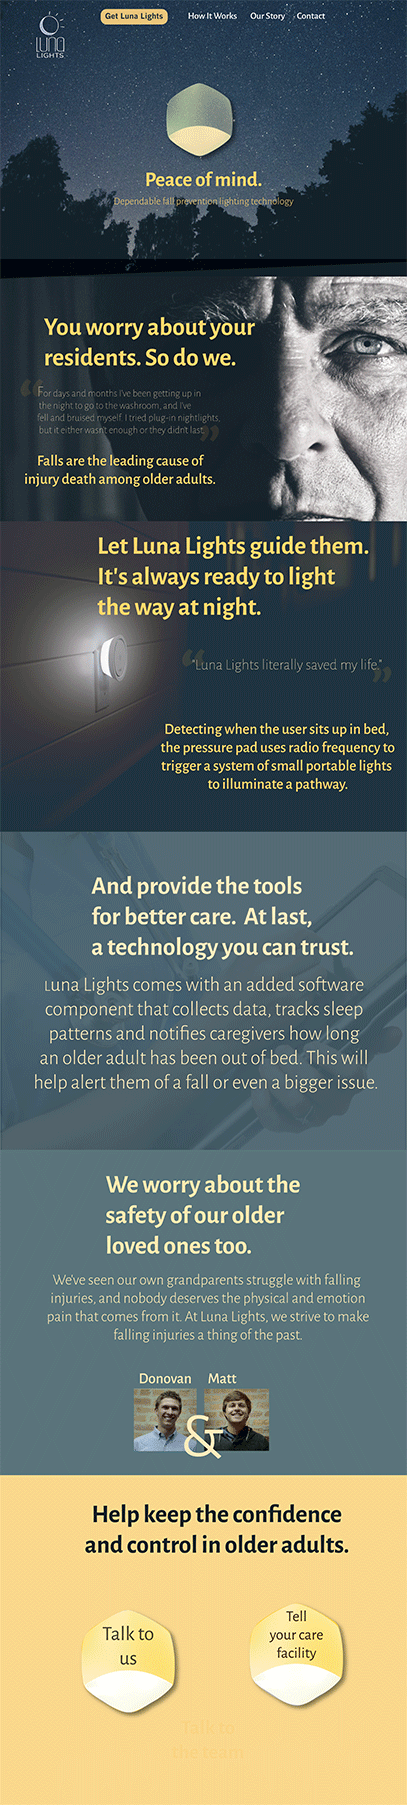 Get Luna Lights How It Works Our Story Contact
LUNA
LIGHTS
Peace of mind.
Dependable fall prevention lighting technology
You worry about your
residents. So do we.
“For days and months I've been getting up in
the night to go to the washroom, and I've
fell and bruised myself. I tried plug-in nightlights,
but it either wasn't enough or they didn't last.”
Falls are the leading cause of
injury death among older adults.
Let Luna Lights guide them.
It's always ready to light
the way at night.
“"Luna Lights literally saved my life."”
Detecting when the user sits up in bed,
the pressure pad uses radio frequency to
trigger a system of small portable lights
to illuminate a pathway.
And provide the tools
for better care. At last,
a technology you can trust.
Luna Lights comes with an added software
component that collects data, tracks sleep
patterns and notifies caregivers how long
an older adult has been out of bed. This will
help alert them of a fall or even a bigger issue.
We worry about the
safety of our older
loved ones too.
We've seen our own grandparents struggle with falling
injuries, and nobody deserves the physical and emotion
pain that comes from it. At Luna Lights, we strive to make
falling injuries a thing of the past.
Donovan Matt
&
Help keep the confidence
and control in older adults.
Talk to
us
Tell
your care
facility
Talk to
the team